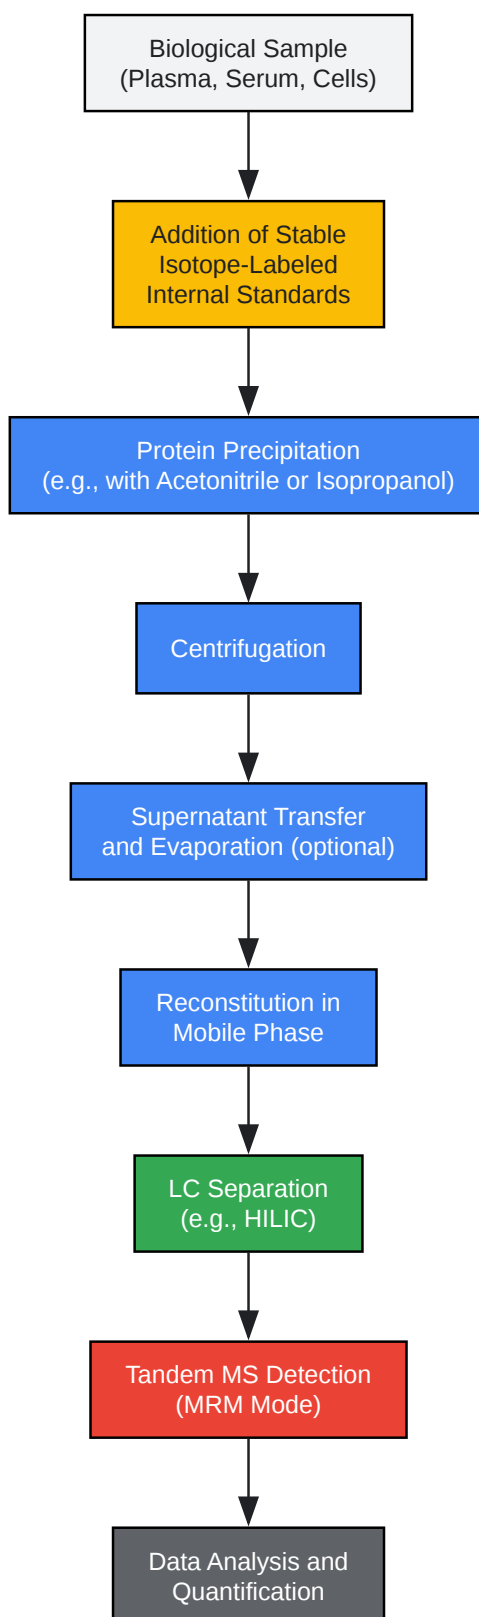 Biological Sample
(Plasma, Serum, Cells)
Addition of Stable
Isotope-Labeled
Internal Standards
Protein Precipitation
(e.g., with Acetonitrile or Isopropanol)
Centrifugation
Supernatant Transfer
and Evaporation (optional)
Reconstitution in
Mobile Phase
LC Separation
(e.g., HILIC)
Tandem MS Detection
(MRM Mode)
Data Analysis and
Quantification